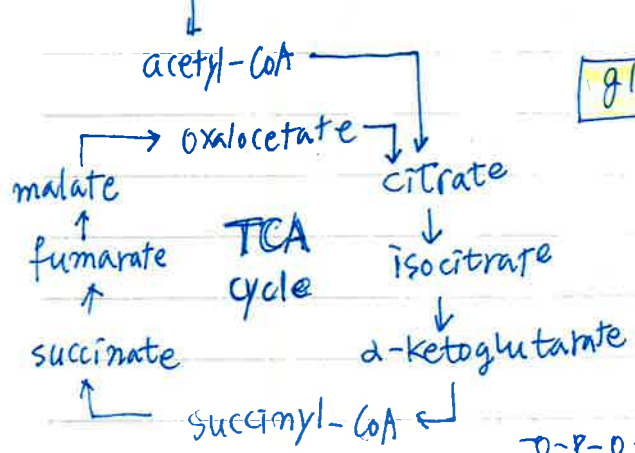 acetyl-CoA
oxalocetate
malate
citrate
TCA
cycle
fumarate
isocitrate
succinate
α-ketoglutarate
succinyl-CoA